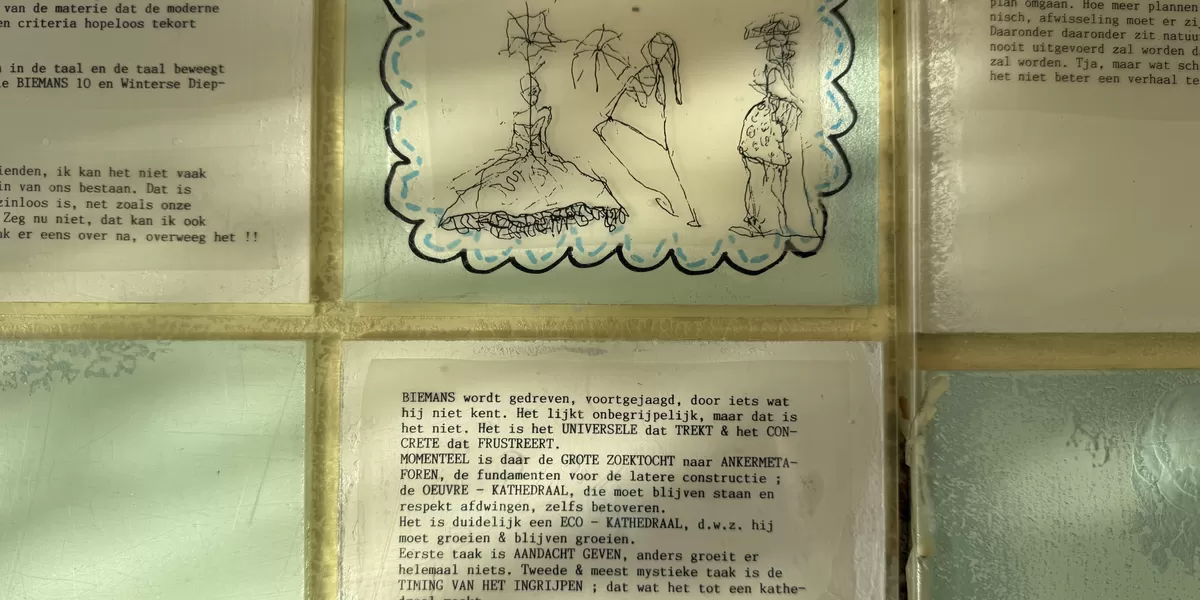 van de materie dat de moderne
en criteria hopeloos tekort
in de taal en de taal beweegt
BIEMANS 10 en Winterse Diep-
ik kan het niet vaak
in van ons bestaan. Dat is
zinloos is, net zoals onze
Zeg nu niet, dat kan ik ook
er eens over na, overweeg het !!
plan omgaan. Hoe meer plannen
nisch, afwisseling moet er
Daaronder daaronder zit
nooit uitgevoerd zal worden
zal worden. Tja, maar wat
het niet beter een verhaal
BIEMANS wordt gedreven, voortgejaagd, door iets wat
hij niet kent. Het lijkt onbegrijpelijk, maar dat is
het niet. Het is het UNIVERSELE dat TREKT & het CON-
CRETE dat FRUSTREERT.
MOMENTEEL is daar de GROTE ZOEKTOCHT naar ANKERMETA-
FOREN, de fundamenten voor de latere constructie ;
de OEUVRE - KATHEDRAAL, die moet blijven staan en
respekt afdwingen, zelfs betoveren.
Het is duidelijk een ECO - KATHEDRAAL, d.w.z. hij
moet groeien & blijven groeien.
Eerste taak is AANDACHT GEVEN, anders groeit er
helemaal niets. Tweede & meest mystieke taak is de
TIMING VAN HET INGRIJPEN ; dat wat het tot een kathe-